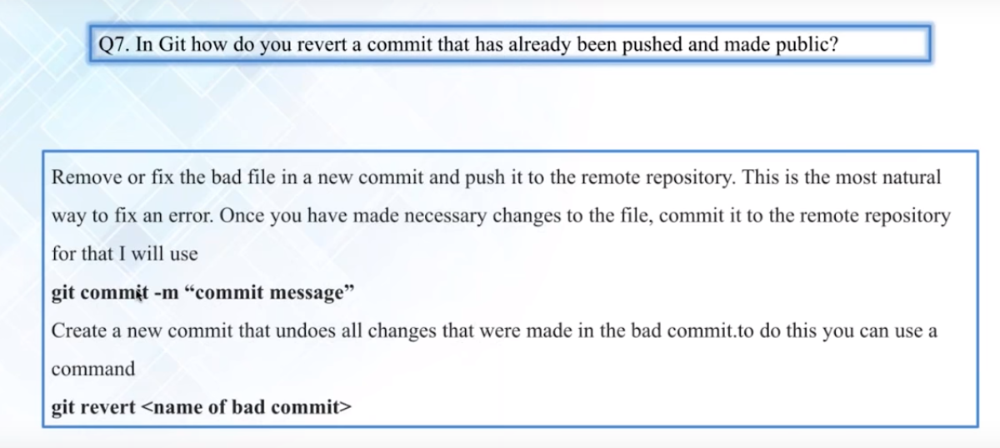 Q7. In Git how do you revert a commit that has already been pushed and made public?
Remove or fix the bad file in a new commit and push it to the remote repository. This is the most natural
way to fix an error. Once you have made necessary changes to the file, commit it to the remote repository
for that I will use
git commit -m “commit message”
Create a new commit that undoes all changes that were made in the bad commit.to do this you can use a
command
git revert <name of bad commit>